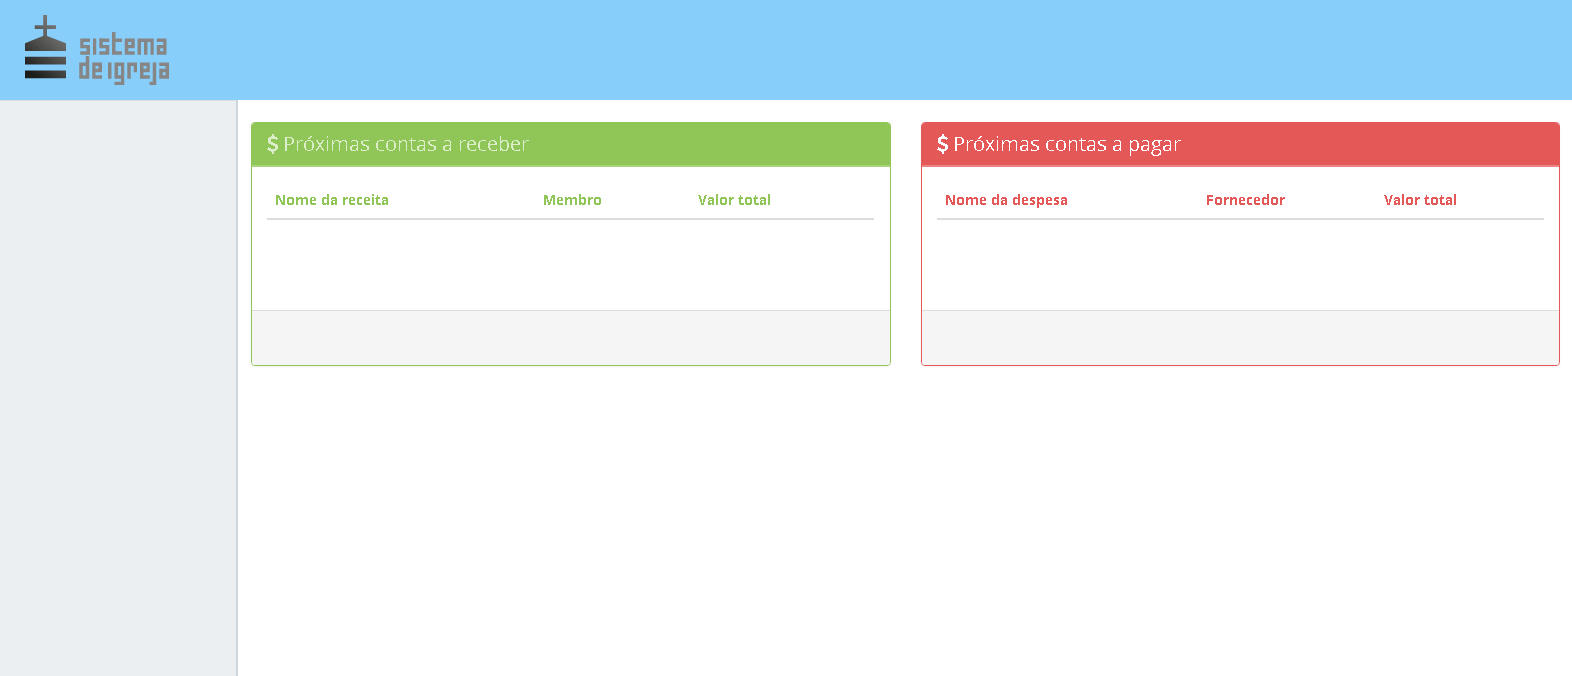 sistema
de igreja
$ Próximas contas a receber
Nome da receita Membro Valor total
$ Próximas contas a pagar
Nome da despesa Fornecedor Valor total